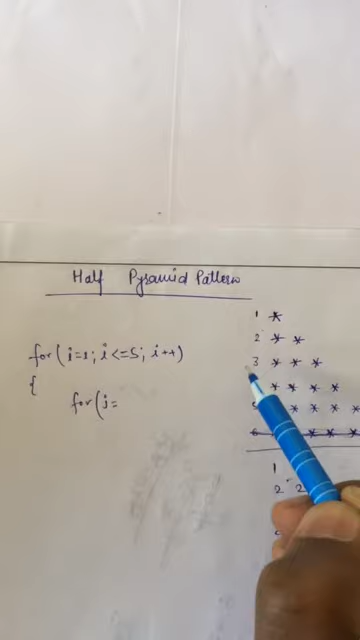 Half Pyramid Pattern
for(i=1; i<=5; i++)
{
for(j=
1 *
2 * *
3 * * *
* * * *
* * * *
6 * * *
1
2 2